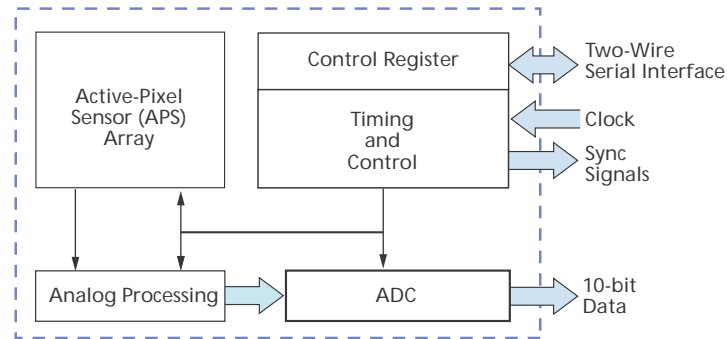 Active-Pixel
Sensor (APS)
Array
Control Register
Timing
and
Control
Two-Wire
Serial Interface
Clock
Sync
Signals
Analog Processing
ADC
10-bit
Data